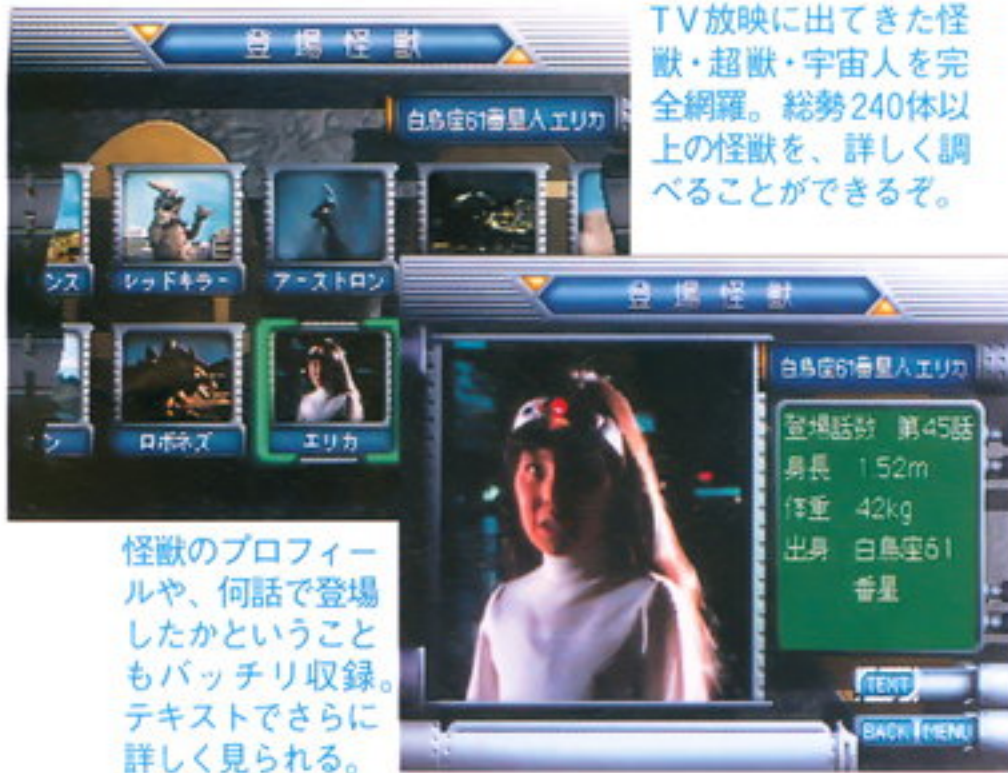 登場怪獣
白鳥座61番星人エリカ
ンス
レッドキラー
アーストロン
ン
ロボネズ
エリカ
TV放映に出てきた怪
獣・超獣・宇宙人を完
全網羅。総勢240体以
上の怪獣を、詳しく調
べることができるぞ。
登場怪獣
白鳥座61番星人エリカ
登場話数 第45話
身長 1.52m
体重 42kg
出身 白鳥座61
番星
TEXT
BACK MENU
怪獣のプロフィー
ルや、何話で登場
したかということ
もバッチリ収録。
テキストでさらに
詳しく見られる。